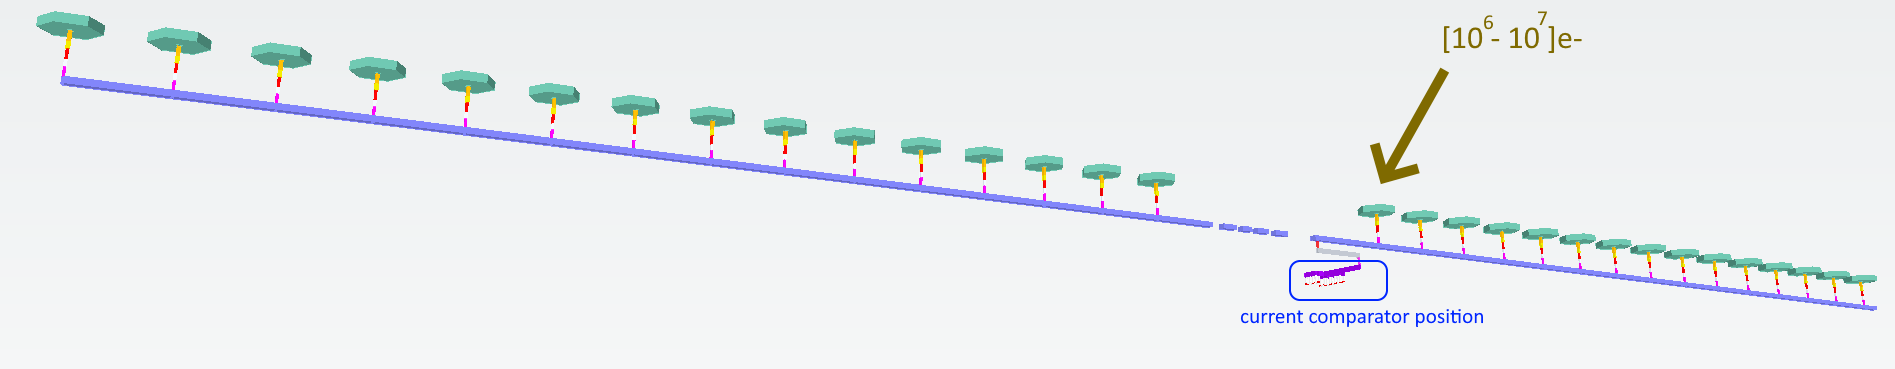 [10⁶- 10⁷]e-
current comparator position